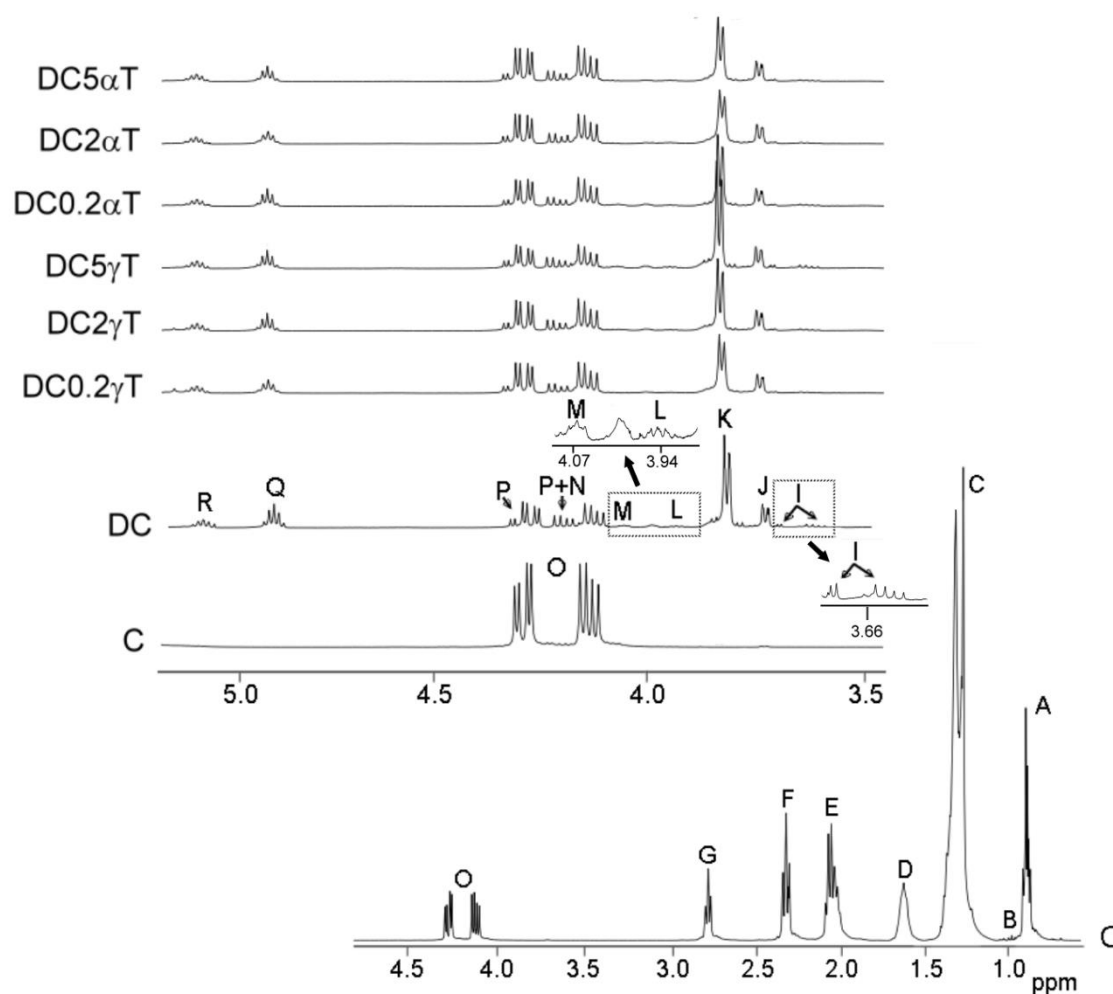 DC5αT
DC2αT
DC0.2αT
DC5γT
DC2γT
DC0.2γT
M L K
4.07 3.94
R Q P P+N M L J I C
DC
O I
3.66
C
5.0 4.5 4.0 3.5
A
F E
G
D
O B
C
4.5 4.0 3.5 3.0 2.5 2.0 1.5 1.0
ppm